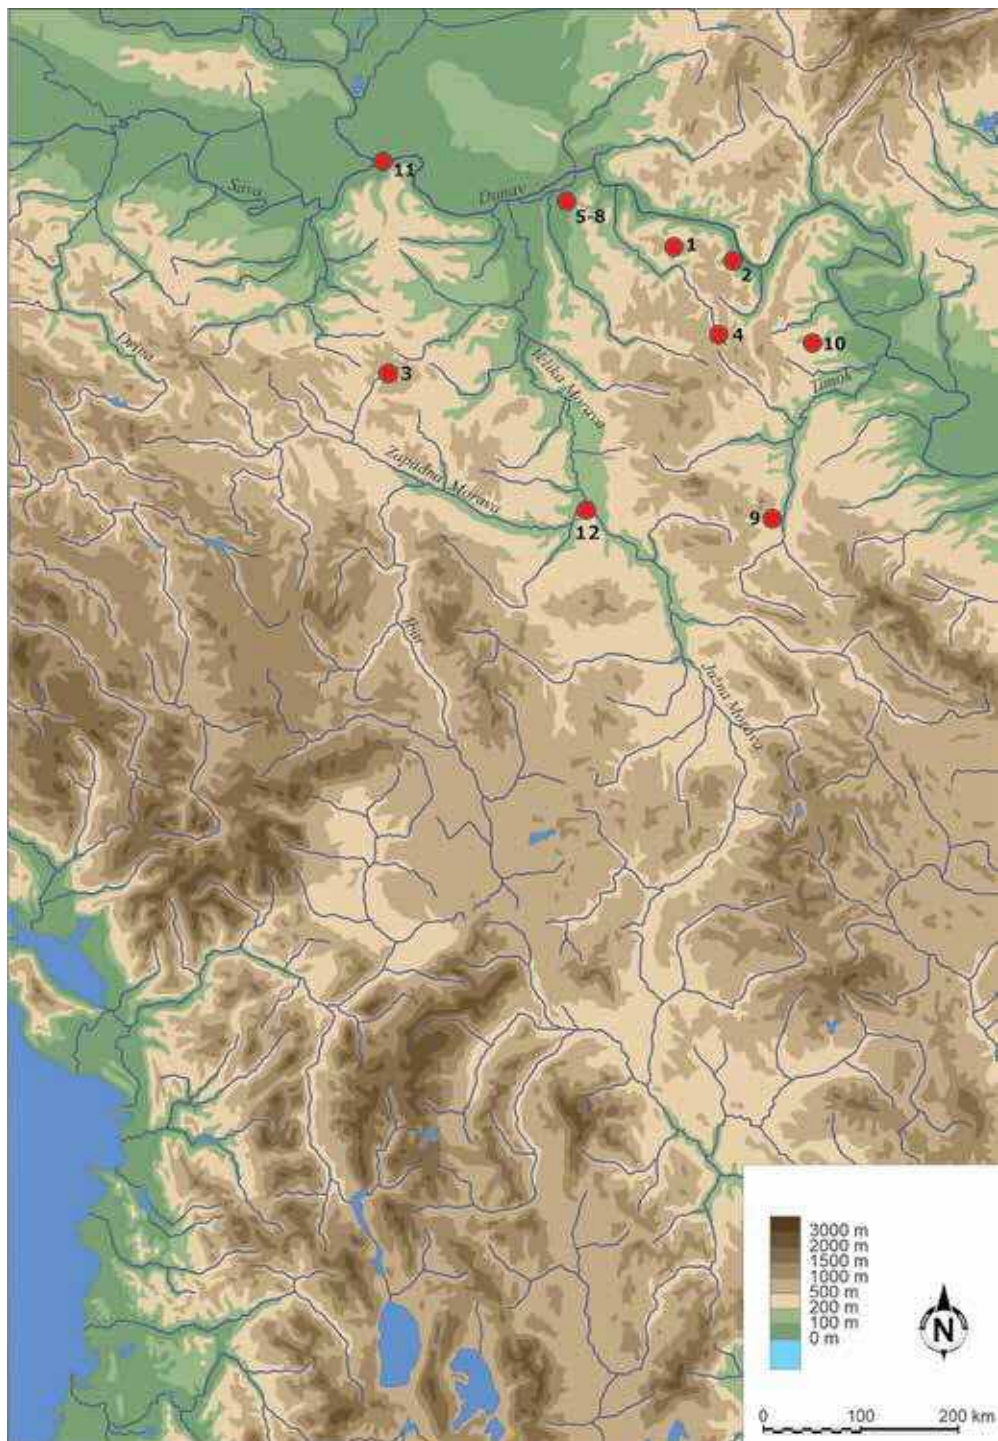 11
Sava
Dunav
5-8
1
2
4
10
Drina
3
Velika Morava
Timok
Zapadna Morava
12
9
Ibar
Južna Morava
3000 m
2000 m
1500 m
1000 m
500 m
200 m
100 m
0 m
N
0 100 200 km